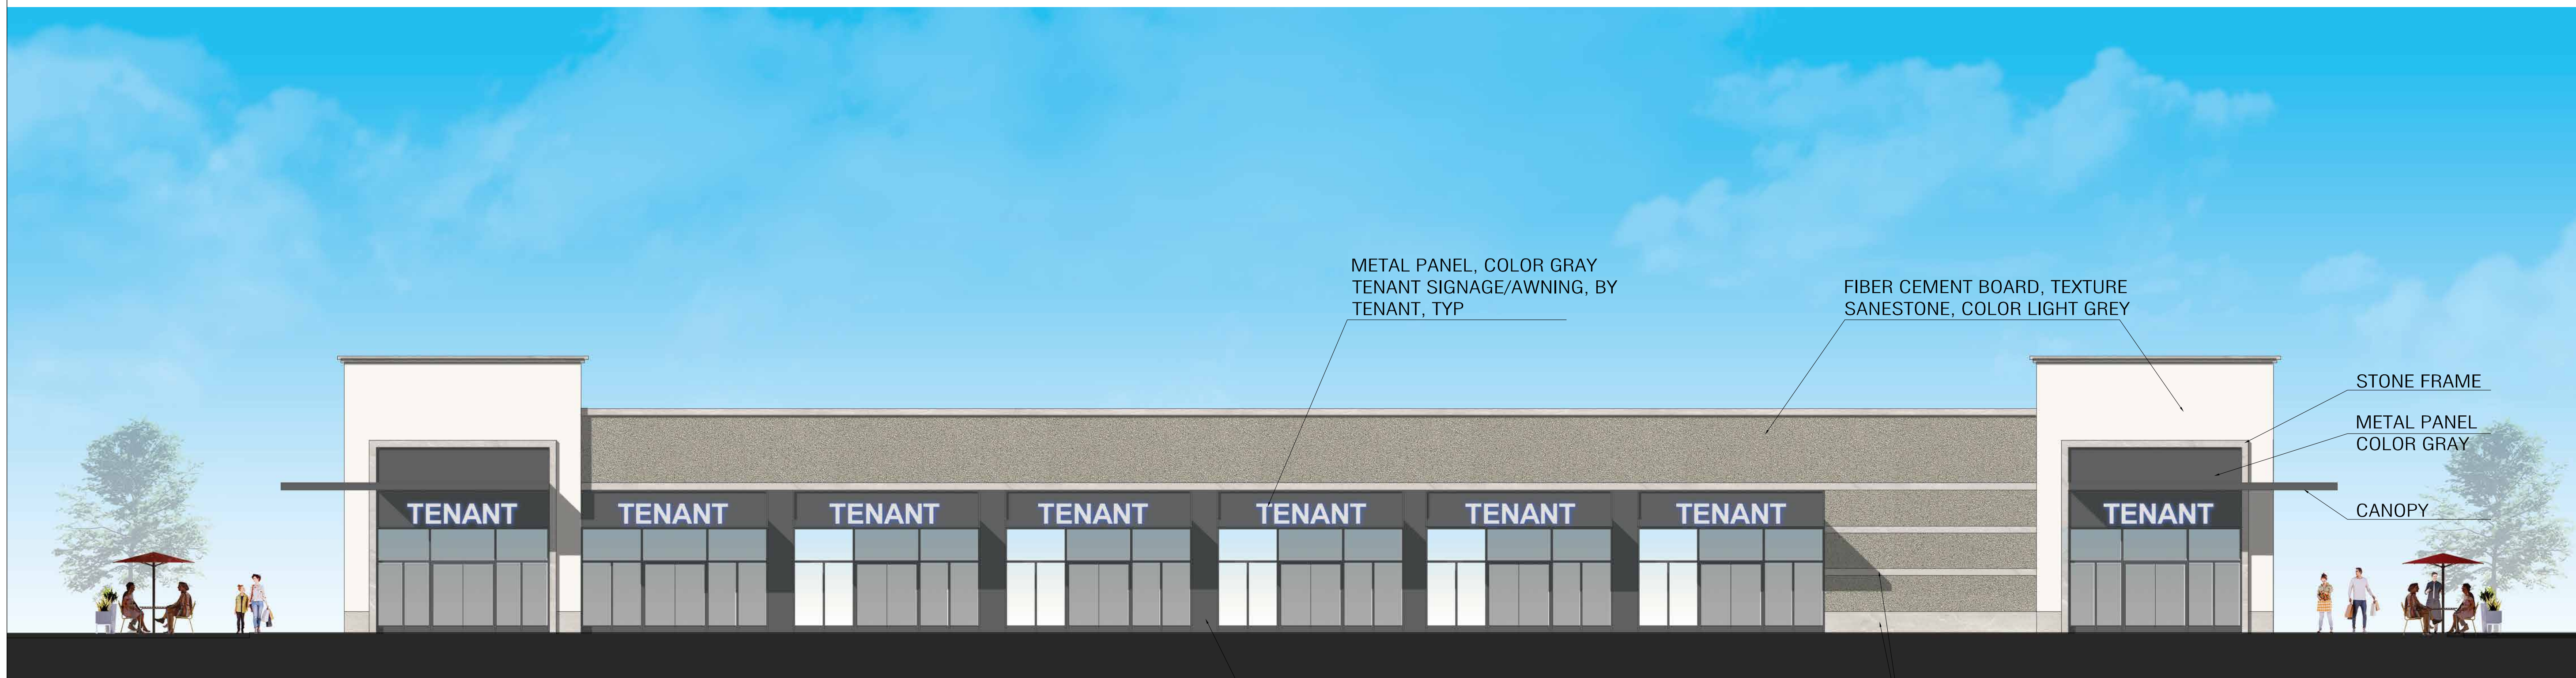 METAL PANEL, COLOR GRAY
TENANT SIGNAGE/AWNING, BY
TENANT, TYP
FIBER CEMENT BOARD, TEXTURE
SANESTONE, COLOR LIGHT GREY
STONE FRAME
METAL PANEL
COLOR GRAY
CANOPY
TENANT
TENANT
TENANT
TENANT
TENANT
TENANT
TENANT
TENANT